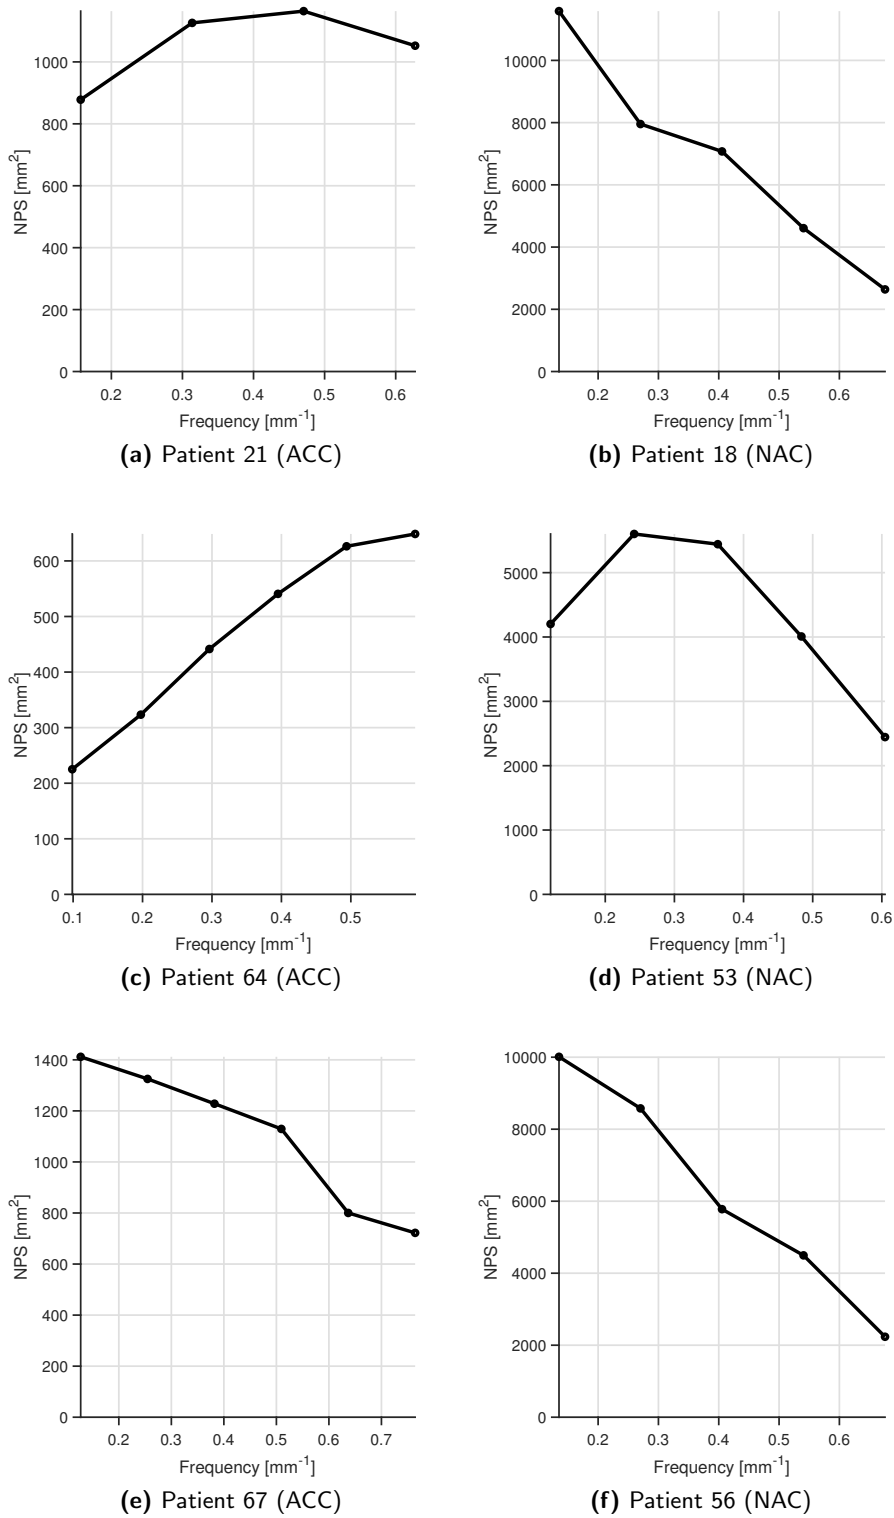 1000
800
600
400
200
0
NPS [mm²]
0.2 0.3 0.4 0.5 0.6
Frequency [mm⁻¹]
(a) Patient 21 (ACC)
10000
8000
6000
4000
2000
0
NPS [mm²]
0.2 0.3 0.4 0.5 0.6
Frequency [mm⁻¹]
(b) Patient 18 (NAC)
600
500
400
300
200
100
0
NPS [mm²]
0.1 0.2 0.3 0.4 0.5
Frequency [mm⁻¹]
(c) Patient 64 (ACC)
5000
4000
3000
2000
1000
0
NPS [mm²]
0.2 0.3 0.4 0.5 0.6
Frequency [mm⁻¹]
(d) Patient 53 (NAC)
1400
1200
1000
800
600
400
200
0
NPS [mm²]
0.2 0.3 0.4 0.5 0.6 0.7
Frequency [mm⁻¹]
(e) Patient 67 (ACC)
10000
8000
6000
4000
2000
0
NPS [mm²]
0.2 0.3 0.4 0.5 0.6
Frequency [mm⁻¹]
(f) Patient 56 (NAC)